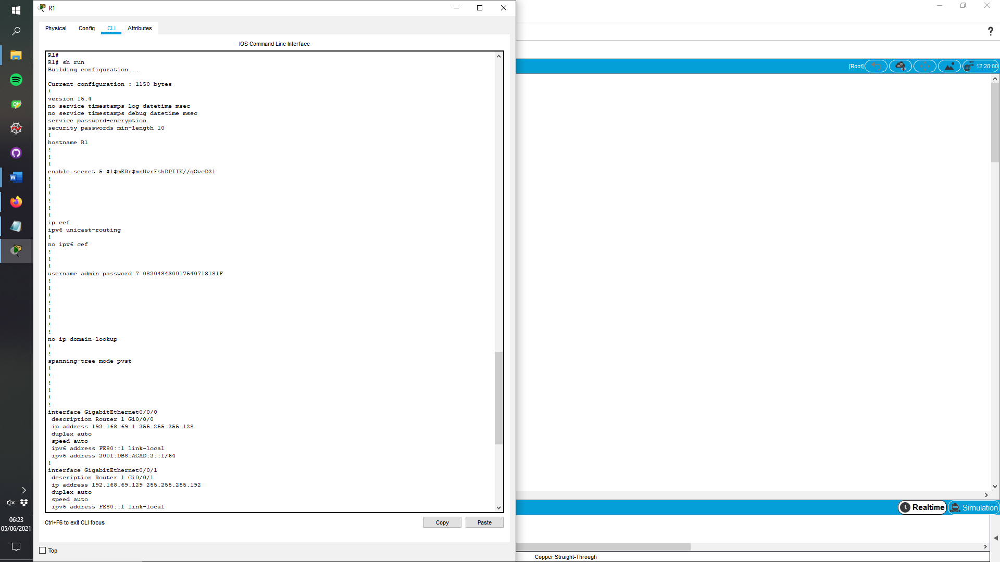 R1
Physical Config CLI Attributes
IOS Command Line Interface
R1#
R1# sh run
Building configuration...
Current configuration : 1150 bytes
!
version 15.4
no service timestamps log datetime msec
no service timestamps debug datetime msec
service password-encryption
security passwords min-length 10
!
hostname R1
!
!
!
enable secret 5 $1$mERr$mnUvrFshDPIIK//qOvcD21
!
!
!
!
!
!
ip cef
ipv6 unicast-routing
!
no ipv6 cef
!
!
!
username admin password 7 082048430017540713181F
!
!
!
!
!
!
!
!
no ip domain-lookup
!
!
spanning-tree mode pvst
!
!
!
!
!
!
interface GigabitEthernet0/0/0
description Router 1 Gi0/0/0
ip address 192.168.69.1 255.255.255.128
duplex auto
speed auto
ipv6 address FE80::1 link-local
ipv6 address 2001:DB8:ACAD:2::1/64
!
interface GigabitEthernet0/0/1
description Router 1 Gi0/0/1
ip address 192.168.69.129 255.255.255.192
duplex auto
speed auto
ipv6 address FE80::1 link-local
Ctrl+F6 to exit CLI focus
Copy Paste
Top
?
[Root]
12:28:00
Realtime
Simulation
Copper Straight-Through
06:23
05/06/2021